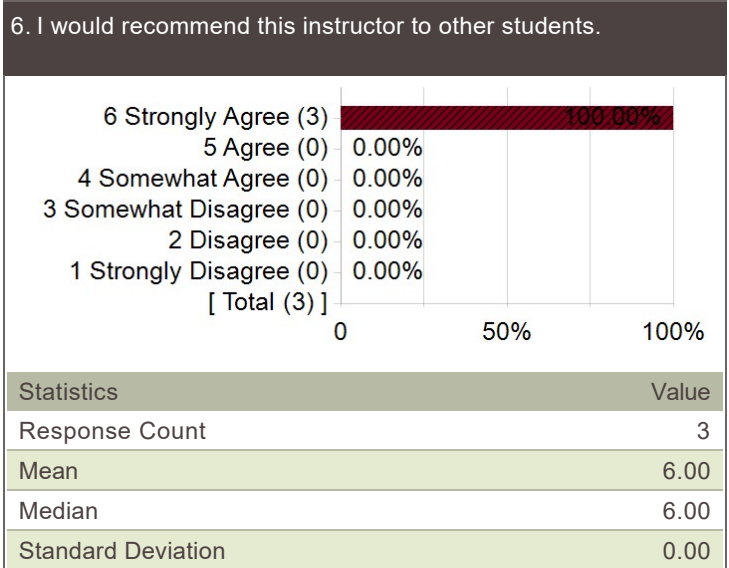 6. I would recommend this instructor to other students.
6 Strongly Agree (3) 100.00%
5 Agree (0) 0.00%
4 Somewhat Agree (0) 0.00%
3 Somewhat Disagree (0) 0.00%
2 Disagree (0) 0.00%
1 Strongly Disagree (0) 0.00%
[ Total (3) ]
0 50% 100%
Statistics Value
Response Count 3
Mean 6.00
Median 6.00
Standard Deviation 0.00